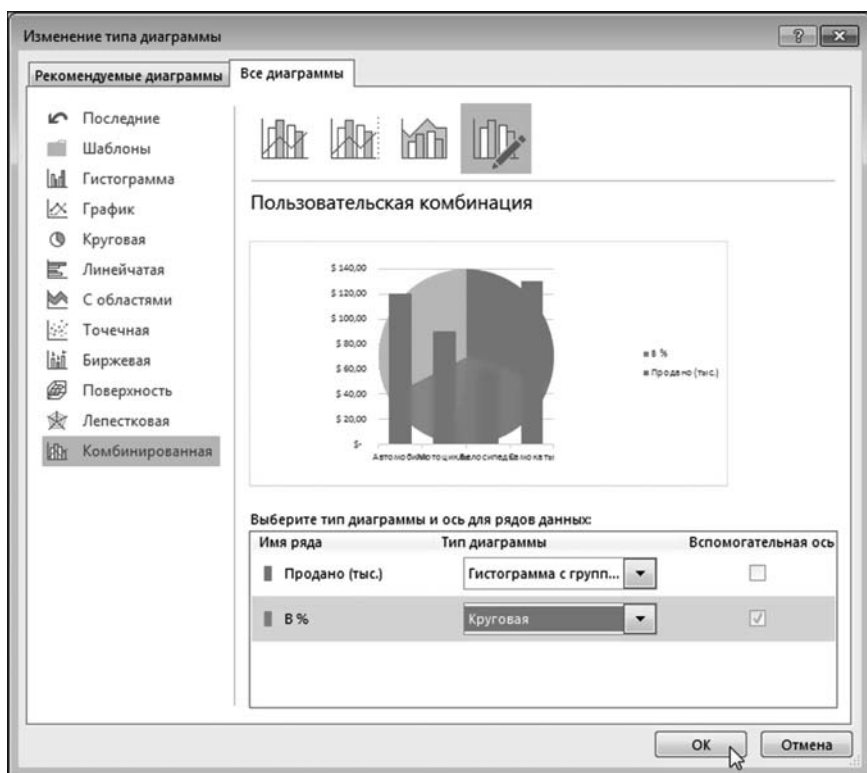 Изменение типа диаграммы
Рекомендуемые диаграммы
Все диаграммы
Последние
Шаблоны
Гистограмма
График
Круговая
Линейчатая
С областями
Точечная
Биржевая
Поверхность
Лепестковая
Комбинированная
Пользовательская комбинация
$ 140,00
$ 120,00
$ 100,00
$ 80,00
$ 60,00
$ 40,00
$ 20,00
$-
В %
Продано (тыс.)
Выберите тип диаграммы и ось для рядов данных:
Имя ряда Тип диаграммы Вспомогательная ось
Продано (тыс.) Гистограмма с групп...
В % Круговая
ОК Отмена